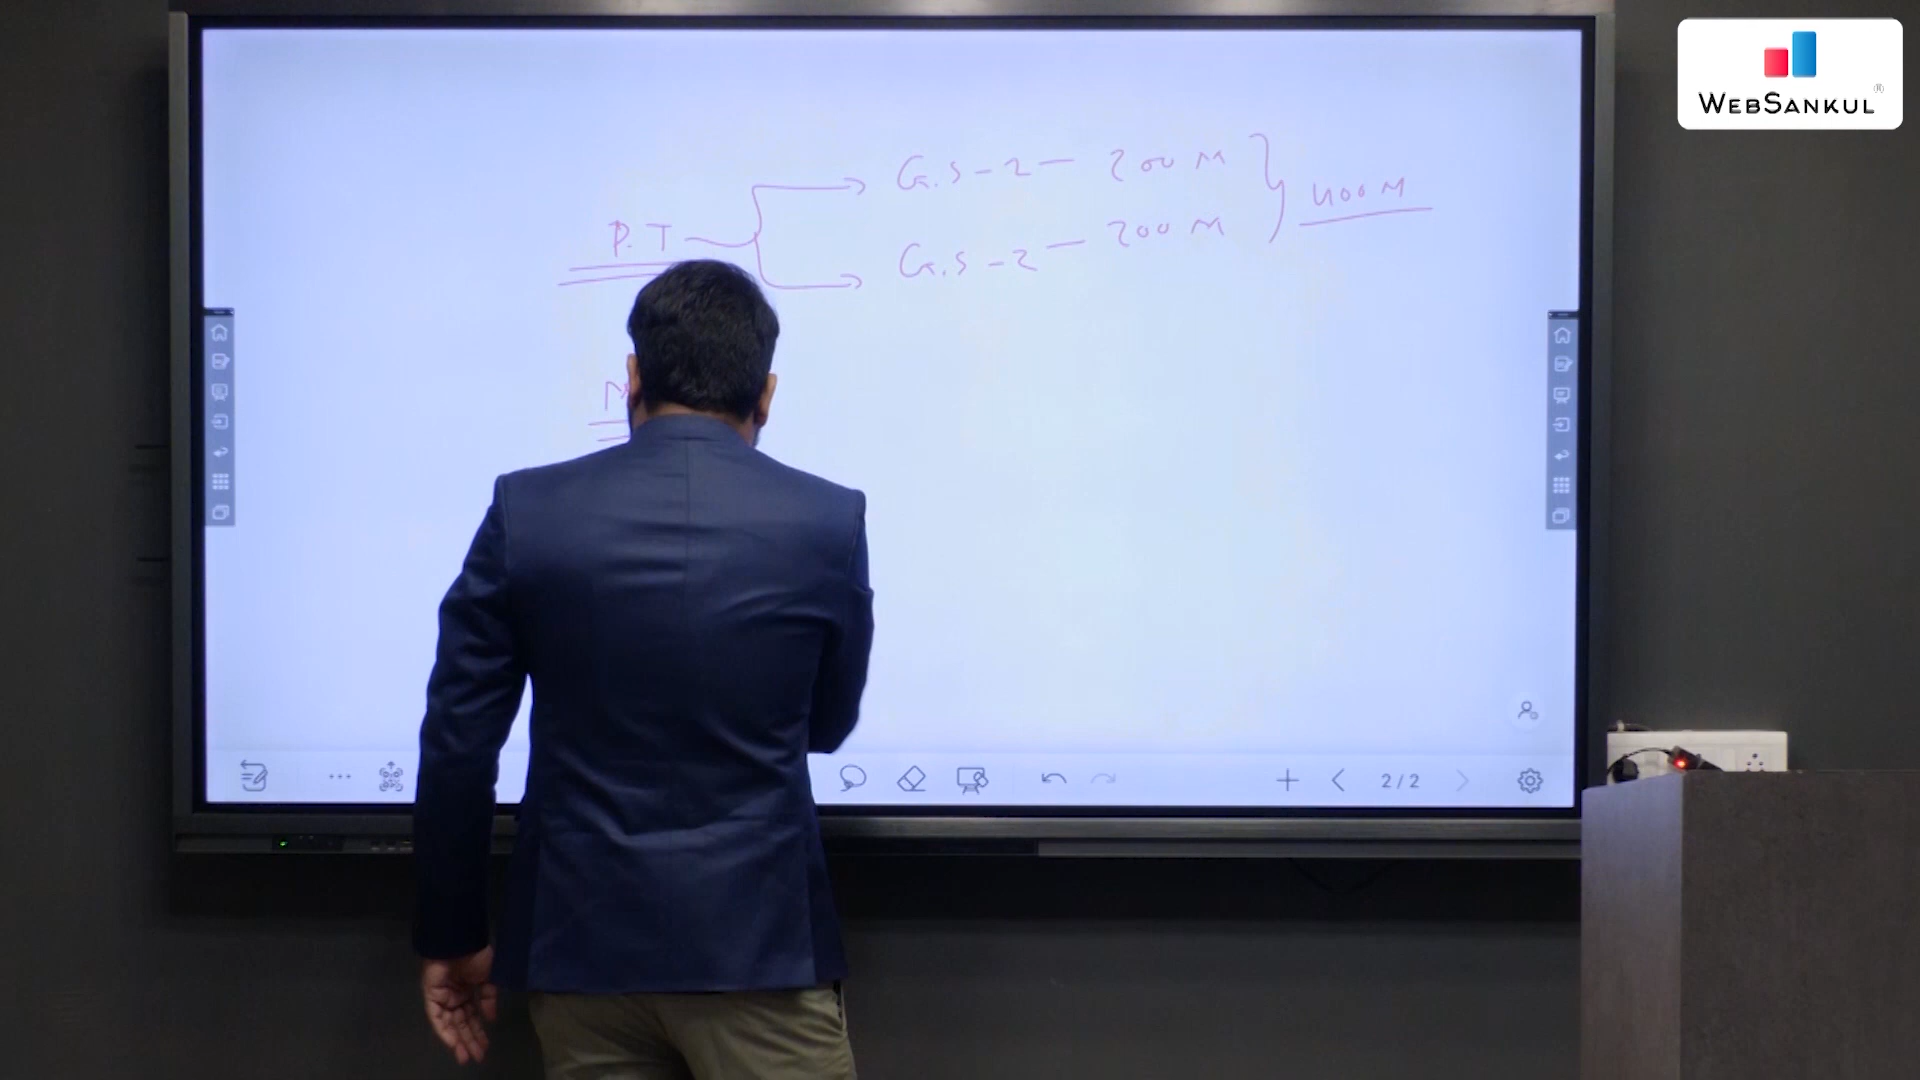 WEBSANKUL®
G.S-2 — 200 M
400 M
P.T
G.S-2 — 200 M
2/2